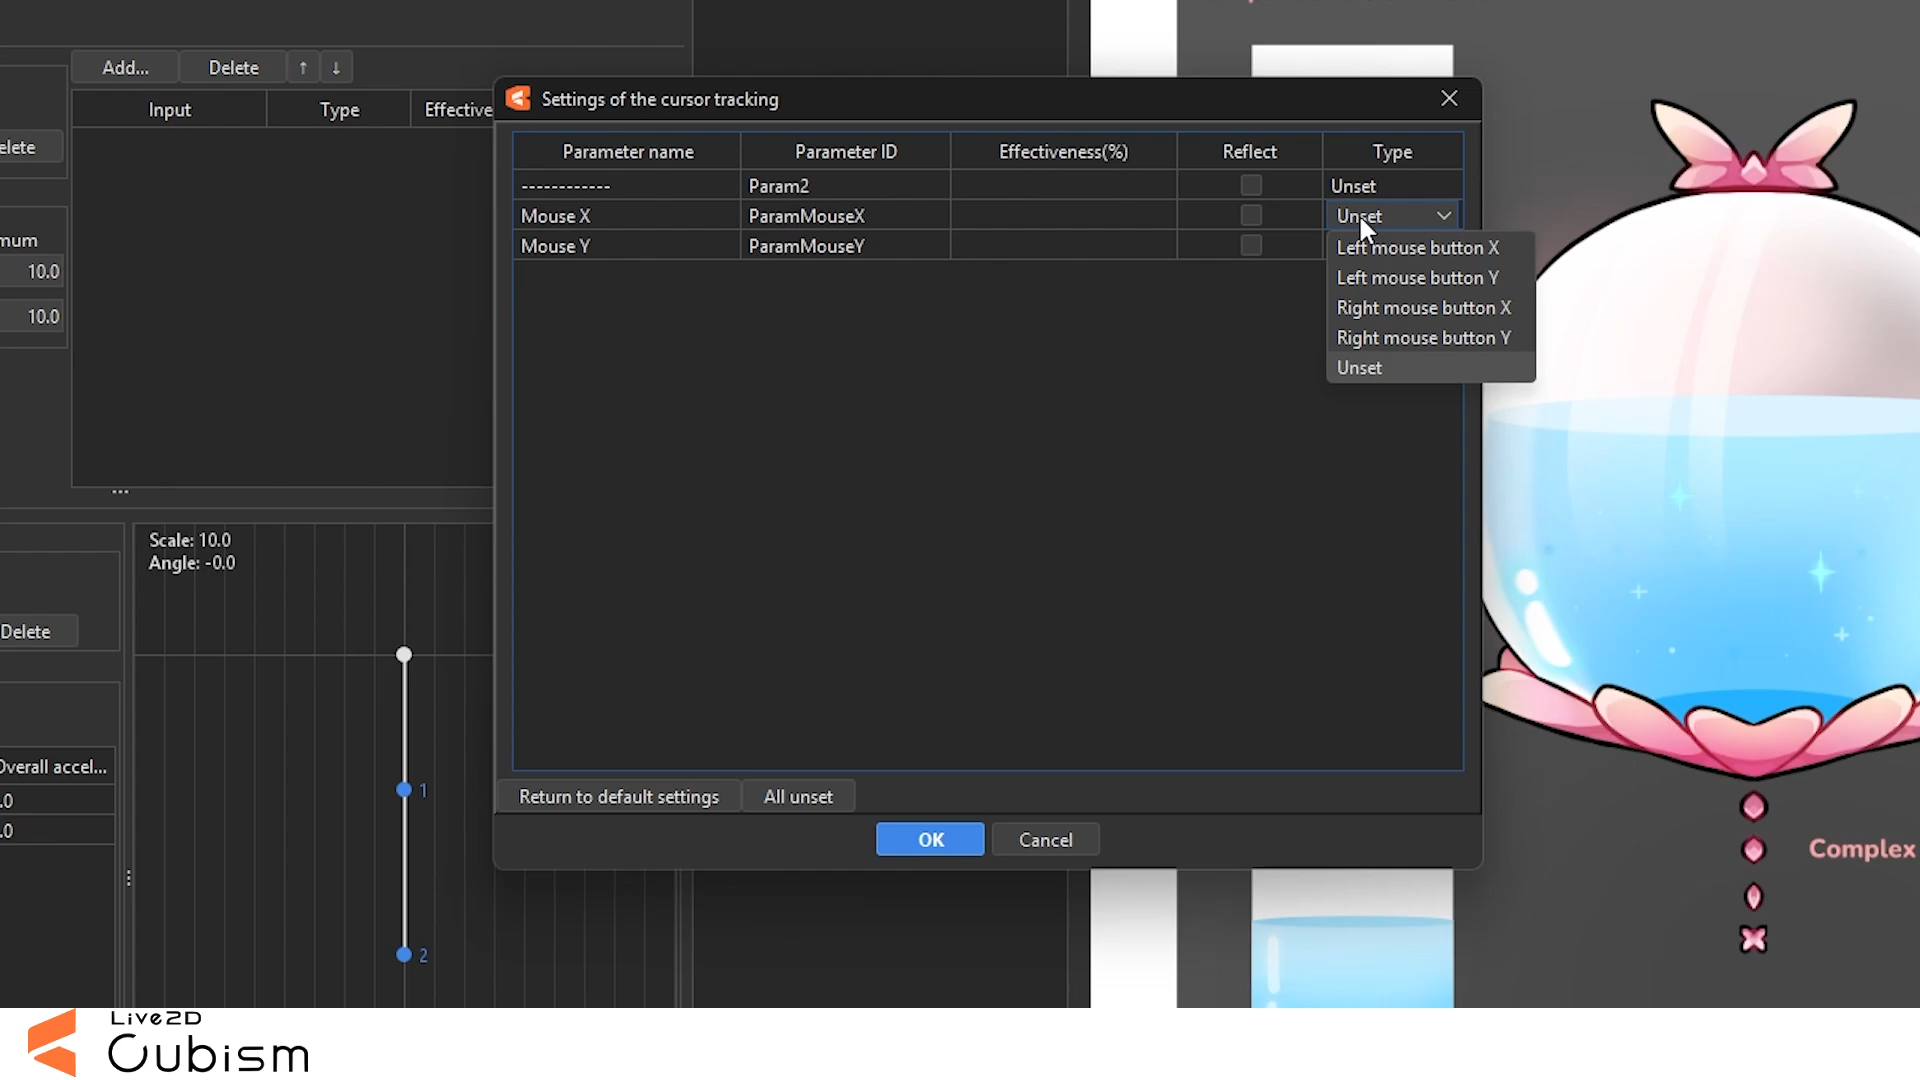 Add...
Delete
↑
↓
Input
Type
Effective
elete
mum
10.0
10.0
...
Settings of the cursor tracking
Parameter name
Parameter ID
Effectiveness(%)
Reflect
Type
------------
Param2
Unset
Mouse X
ParamMouseX
Unset
Mouse Y
ParamMouseY
Left mouse button X
Left mouse button Y
Right mouse button X
Right mouse button Y
Unset
Scale: 10.0
Angle: -0.0
Delete
Overall accel...
.0
.0
1
2
Return to default settings
All unset
OK
Cancel
Complex
Live2D
Cubism